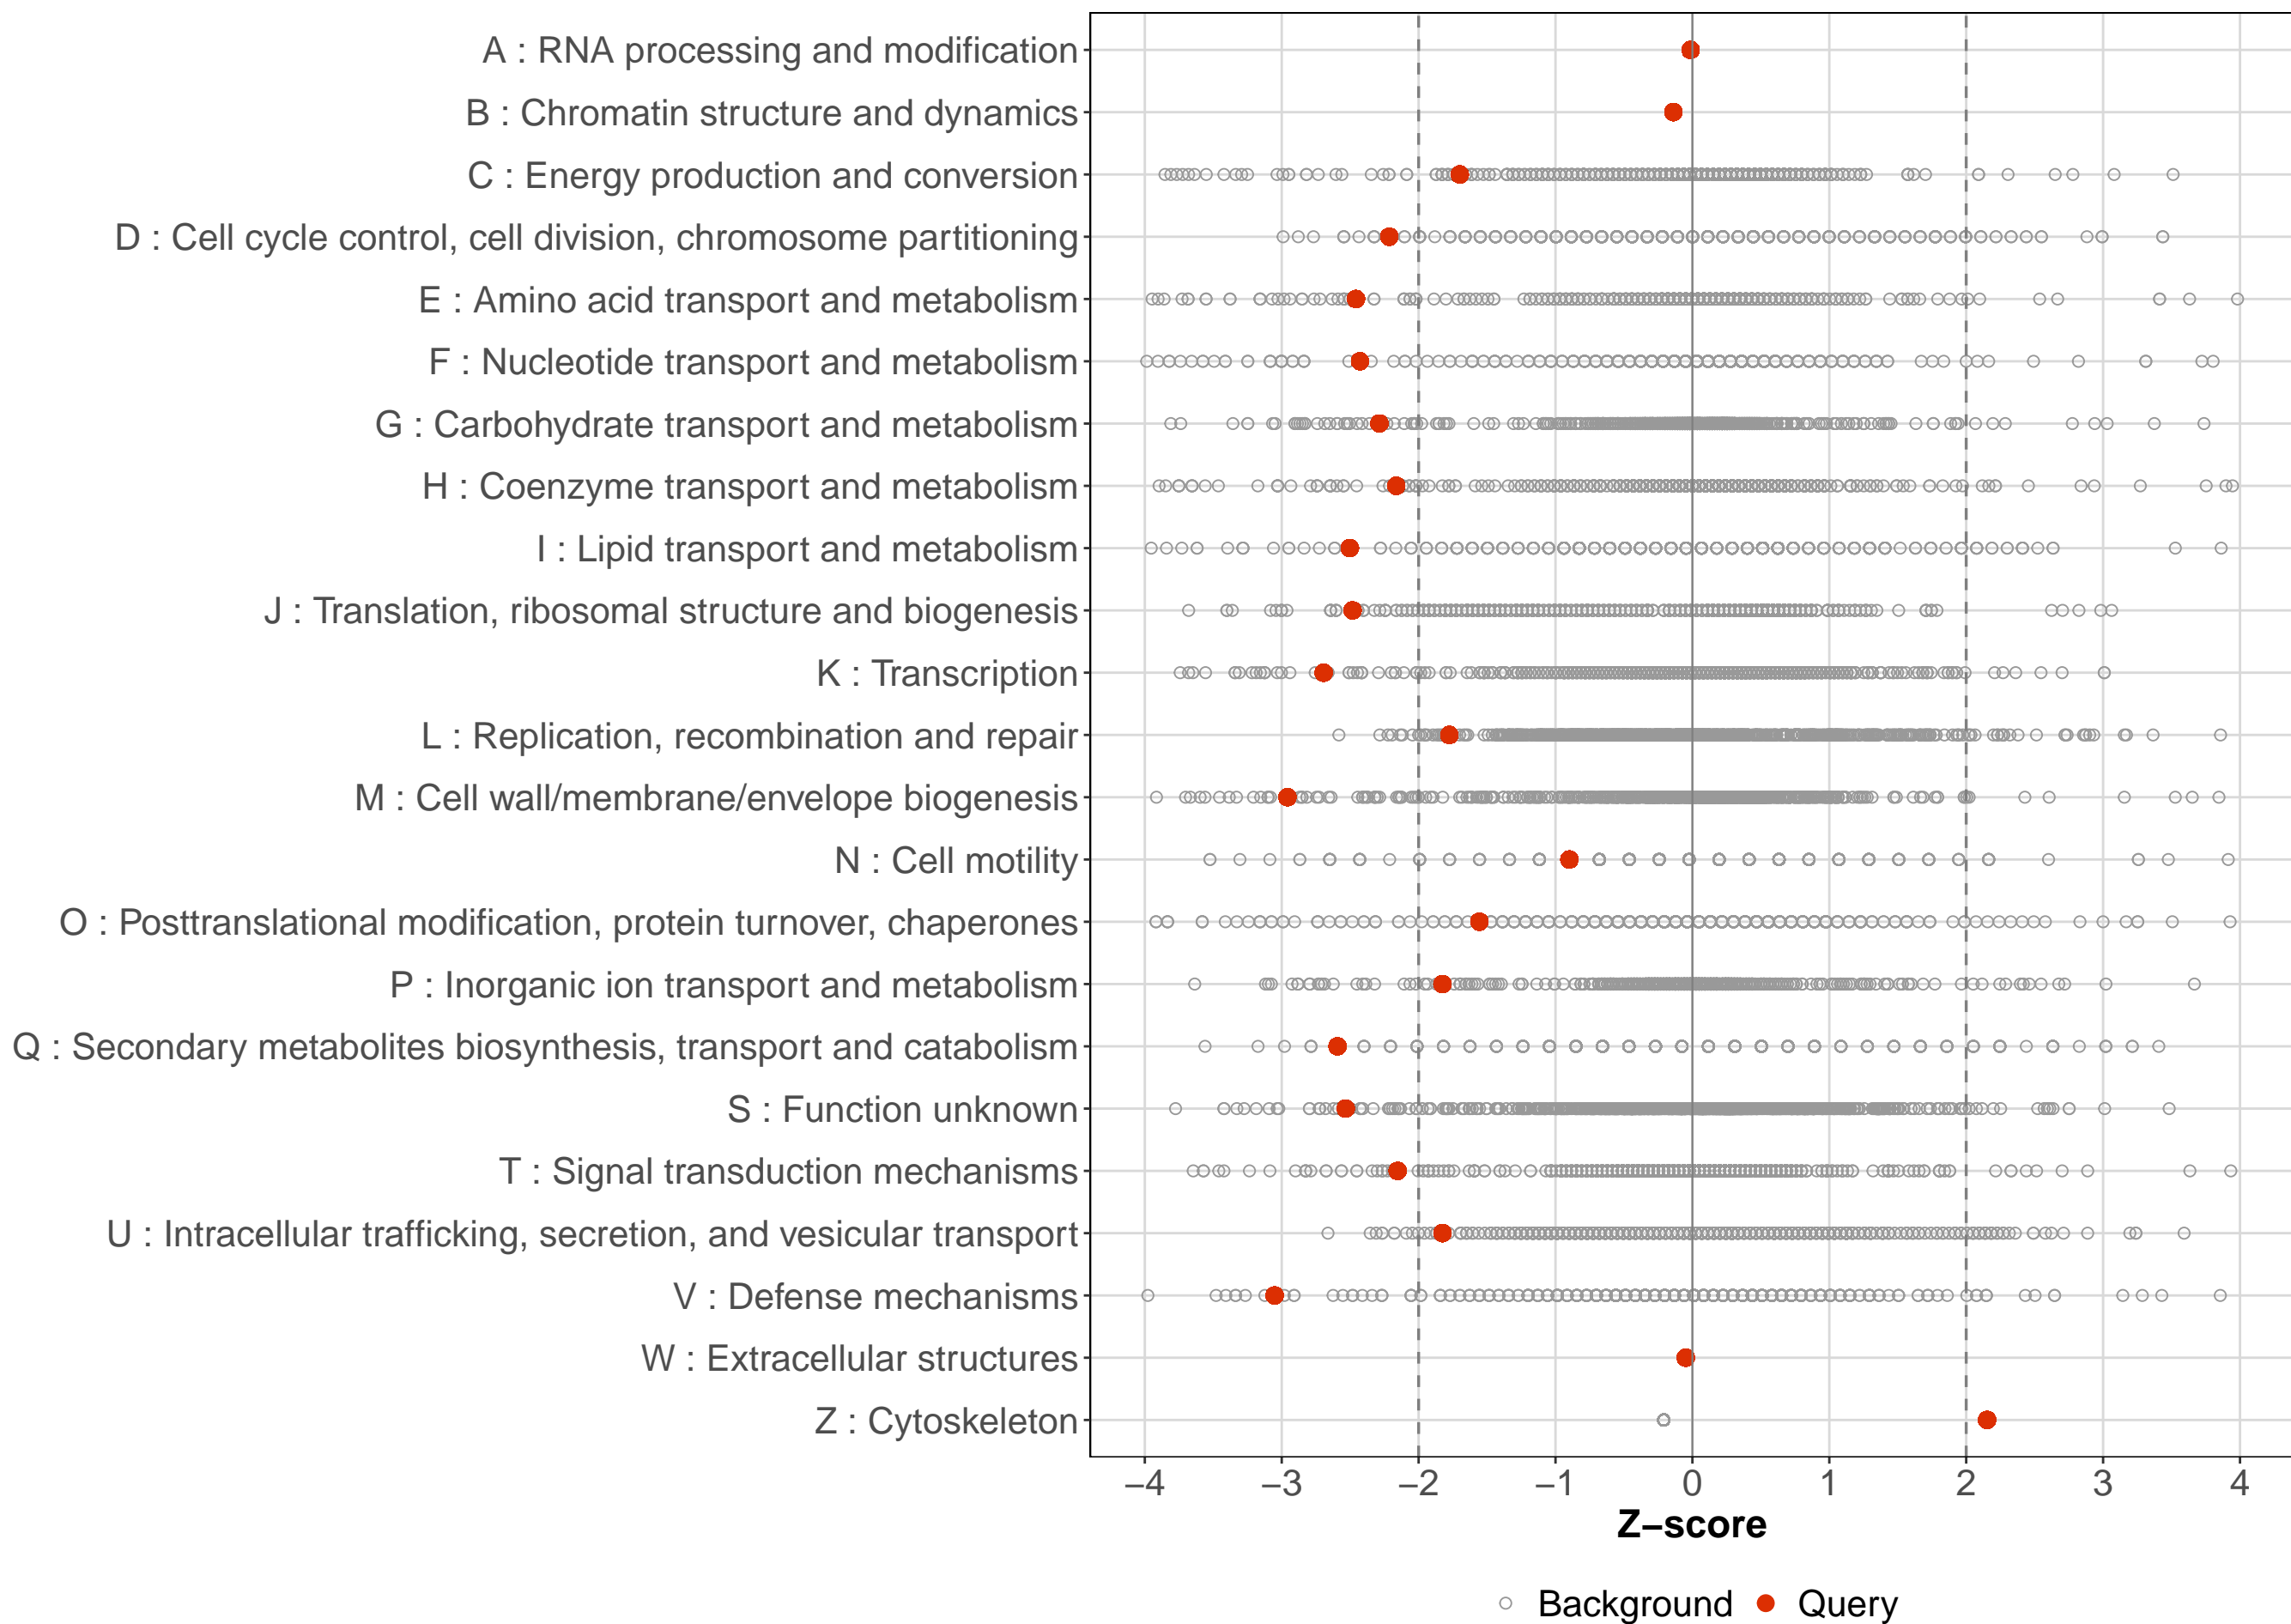 A : RNA processing and modification
B : Chromatin structure and dynamics
C : Energy production and conversion
D : Cell cycle control, cell division, chromosome partitioning
E : Amino acid transport and metabolism
F : Nucleotide transport and metabolism
G : Carbohydrate transport and metabolism
H : Coenzyme transport and metabolism
I : Lipid transport and metabolism
J : Translation, ribosomal structure and biogenesis
K : Transcription
L : Replication, recombination and repair
M : Cell wall/membrane/envelope biogenesis
N : Cell motility
O : Posttranslational modification, protein turnover, chaperones
P : Inorganic ion transport and metabolism
Q : Secondary metabolites biosynthesis, transport and catabolism
S : Function unknown
T : Signal transduction mechanisms
U : Intracellular trafficking, secretion, and vesicular transport
V : Defense mechanisms
W : Extracellular structures
Z : Cytoskeleton
−4 −3 −2 −1 0 1 2 3 4
Z−score
Background Query